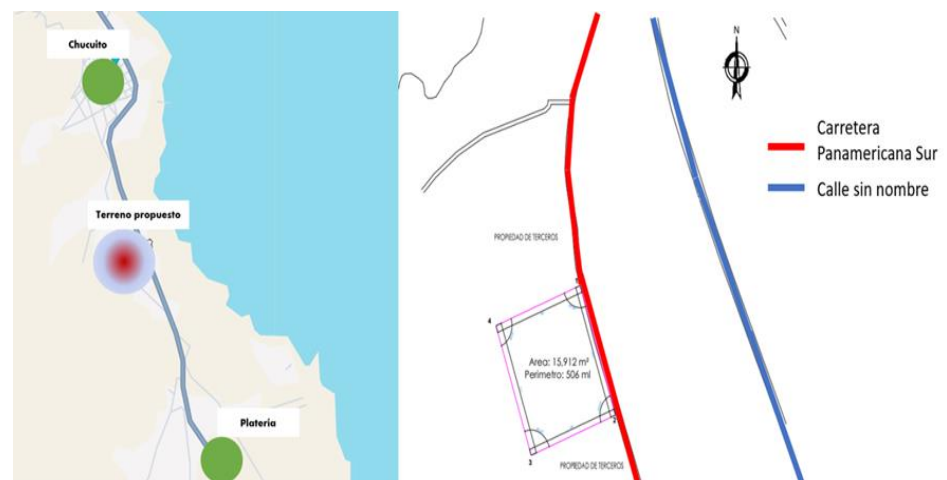 Chucuito
Terreno propuesto
Plateria
N
Carretera
Panamericana Sur
Calle sin nombre
PROPIEDAD DE TERCEROS
4
Area: 15,912 m²
Perimetro: 506 ml
2
3
PROPIEDAD DE TERCEROS